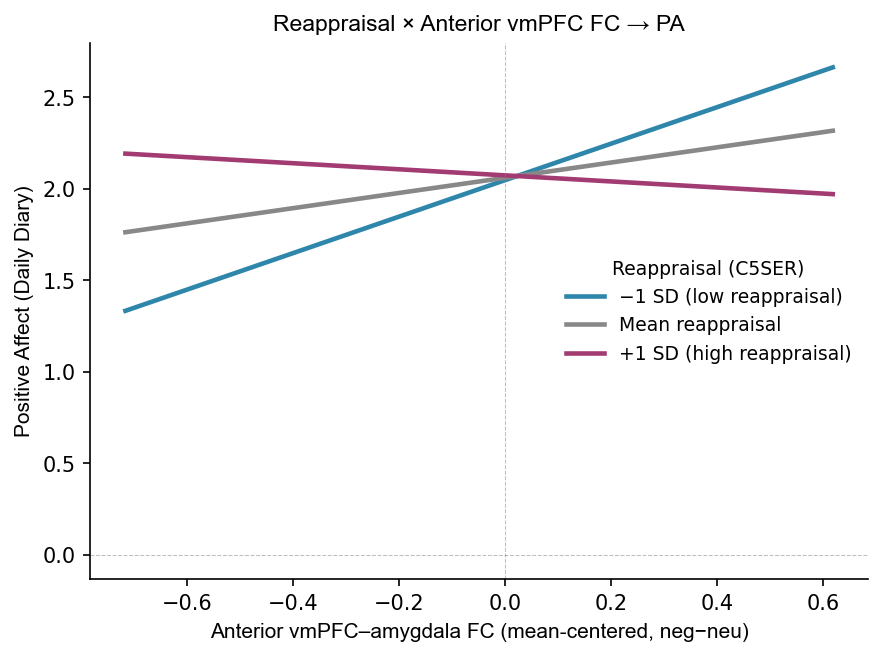 Reappraisal × Anterior vmPFC FC → PA
Positive Affect (Daily Diary)
2.5
2.0
1.5
1.0
0.5
0.0
Reappraisal (C5SER)
−1 SD (low reappraisal)
Mean reappraisal
+1 SD (high reappraisal)
−0.6 −0.4 −0.2 0.0 0.2 0.4 0.6
Anterior vmPFC–amygdala FC (mean-centered, neg−neu)